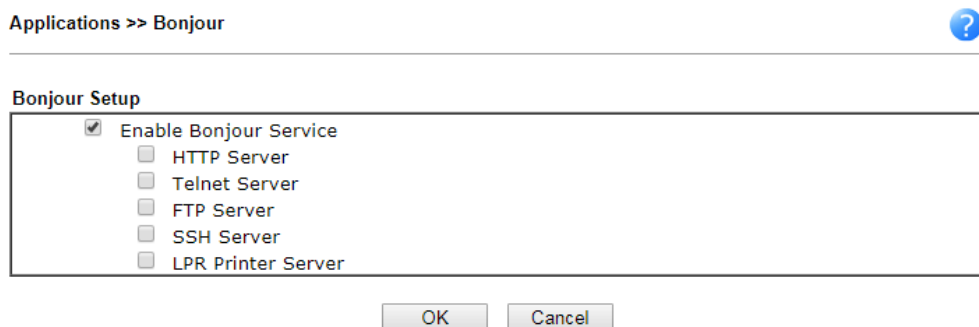 Applications >> Bonjour
?
Bonjour Setup
Enable Bonjour Service
HTTP Server
Telnet Server
FTP Server
SSH Server
LPR Printer Server
OK Cancel